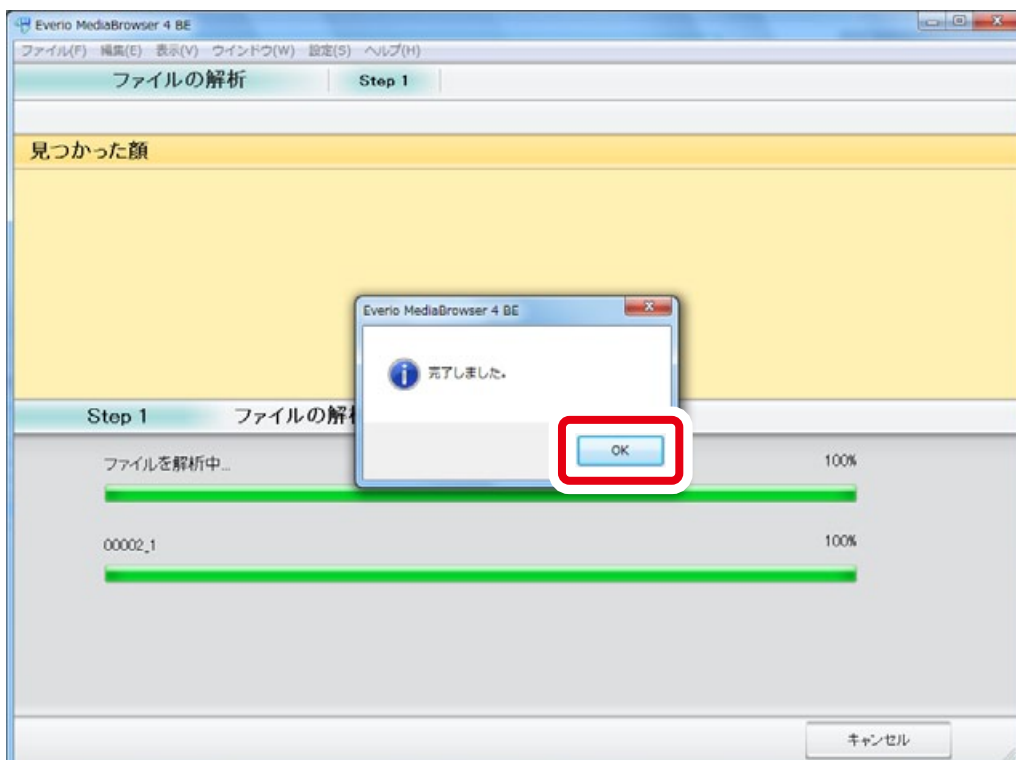 Everio MediaBrowser 4 BE
ファイル(F) 編集(E) 表示(V) ウインドウ(W) 設定(S) ヘルプ(H)
ファイルの解析 Step 1
見つかった顔
Everio MediaBrowser 4 BE
完了しました。
OK
Step 1 ファイルの解
ファイルを解析中... 100%
00002_1 100%
キャンセル